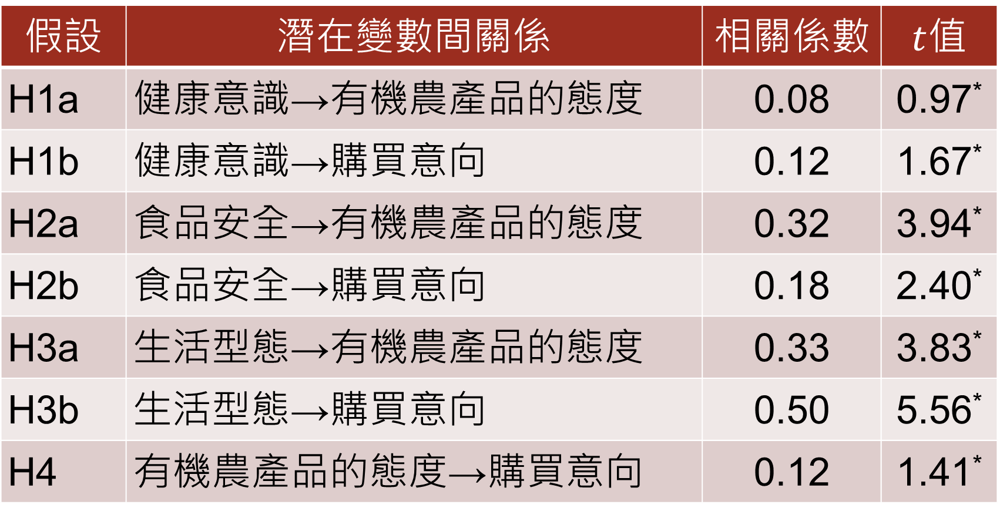 假設 潛在變數間關係 相關係數 t值
H1a 健康意識→有機農產品的態度 0.08 0.97*
H1b 健康意識→購買意向 0.12 1.67*
H2a 食品安全→有機農產品的態度 0.32 3.94*
H2b 食品安全→購買意向 0.18 2.40*
H3a 生活型態→有機農產品的態度 0.33 3.83*
H3b 生活型態→購買意向 0.50 5.56*
H4 有機農產品的態度→購買意向 0.12 1.41*